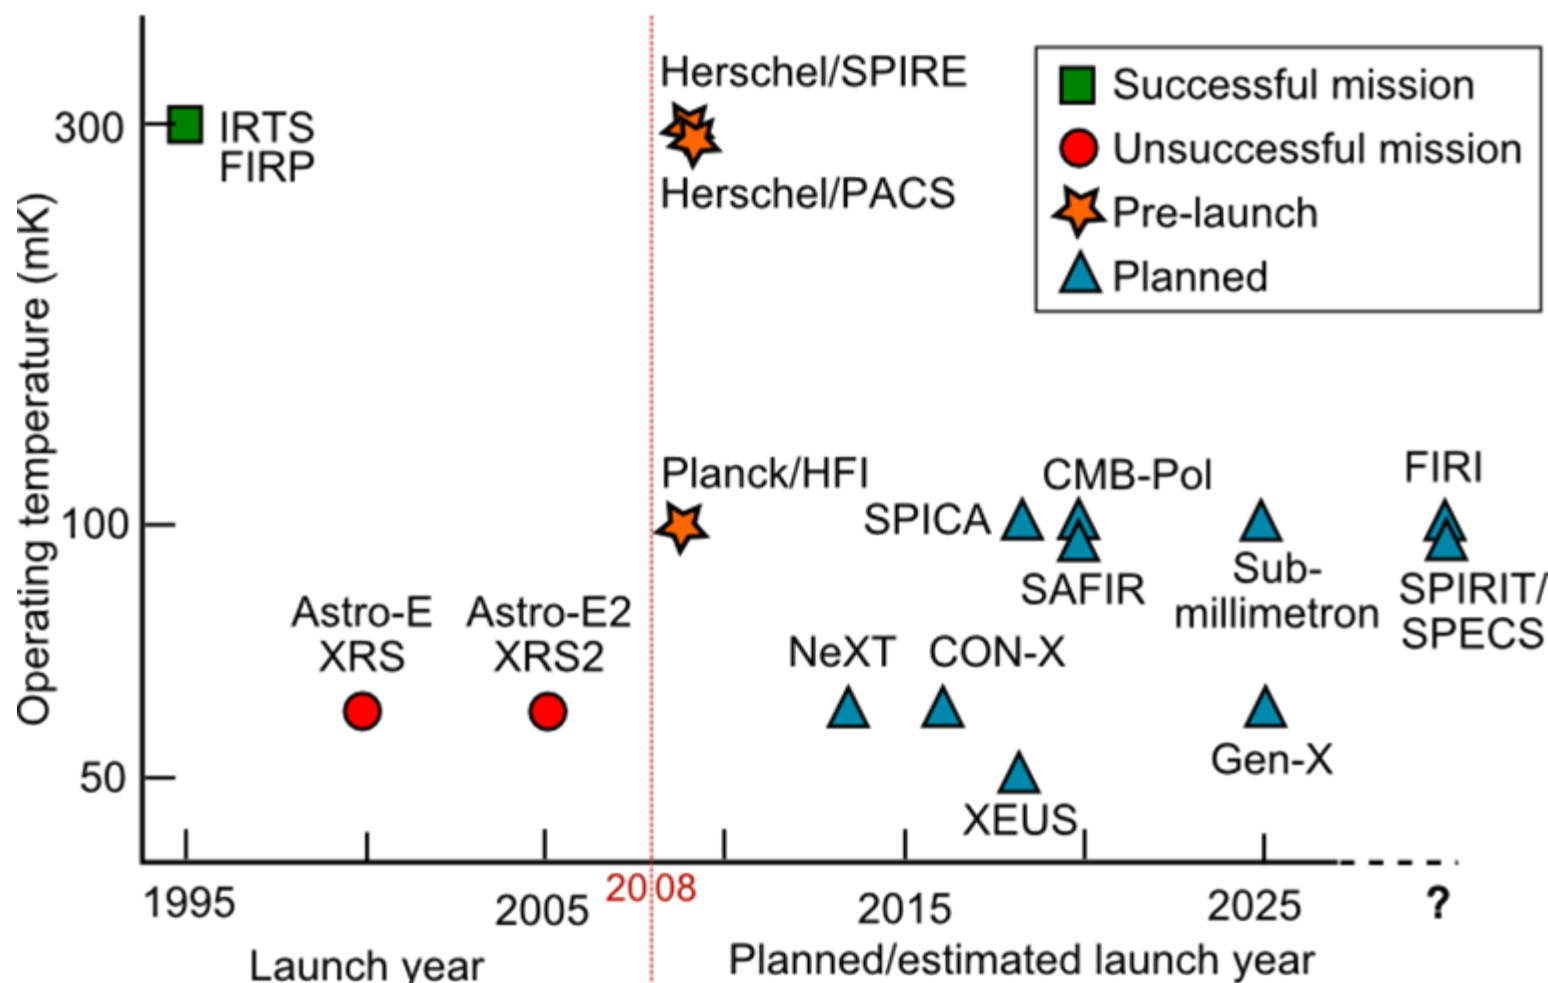 Herschel/SPIRE
Successful mission
300
IRTS
FIRP
Unsuccessful mission
Herschel/PACS
Pre-launch
Planned
Operating temperature (mK)
Planck/HFI
CMB-Pol
FIRI
100
SPICA
Sub-
millimetron
SAFIR
SPIRIT/
SPECS
Astro-E
XRS
Astro-E2
XRS2
NeXT
CON-X
50
Gen-X
XEUS
1995
2005
2008
2015
2025
?
Launch year
Planned/estimated launch year